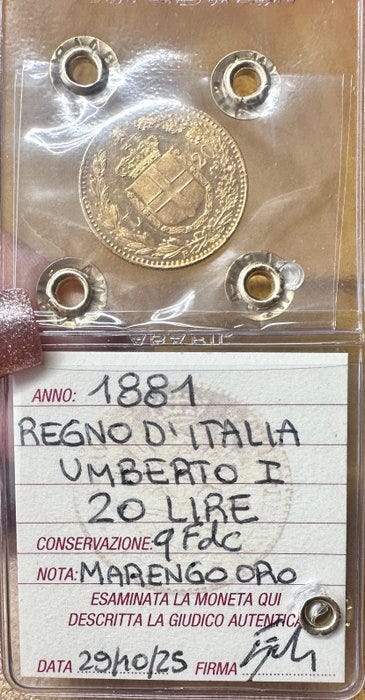 ANNO: 1881
REGNO D'ITALIA
UMBERTO I
20 LIRE
CONSERVAZIONE: qFdc
NOTA: MARENGO ORO
ESAMINATA LA MONETA QUI
DESCRITTA LA GIUDICO AUTENTICA
DATA 29/10/25 FIRMA